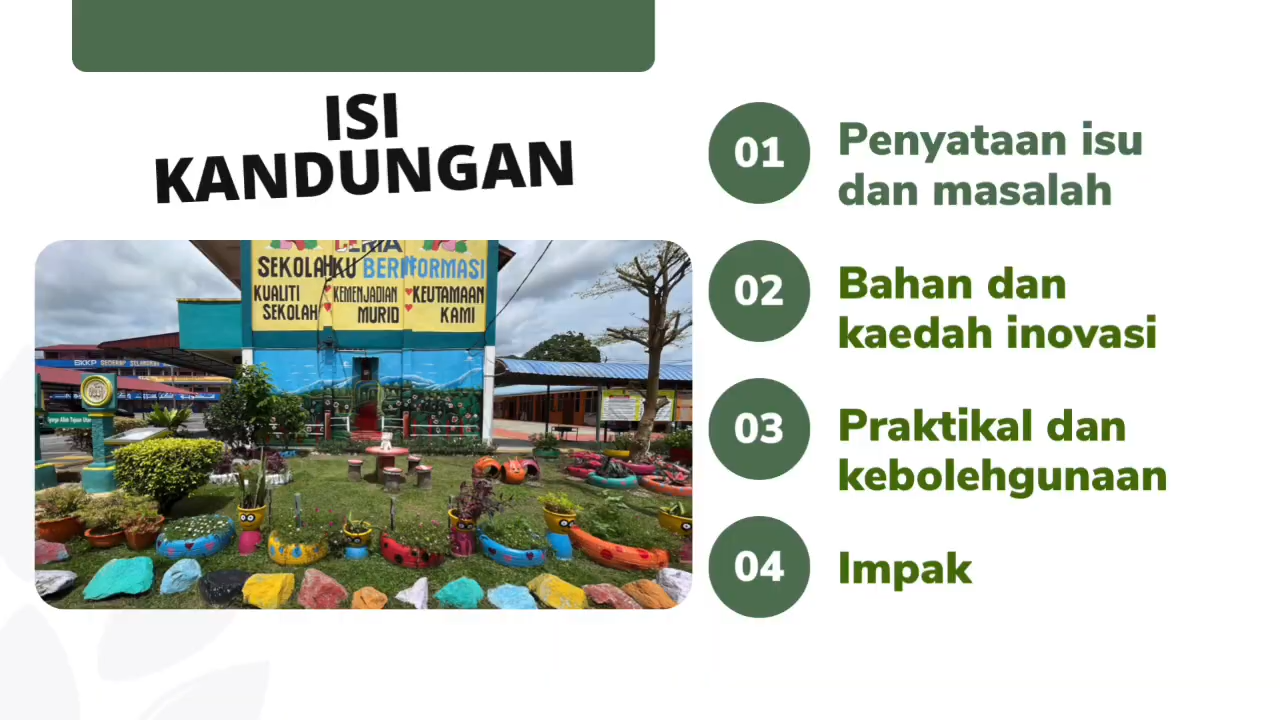 ISI
KANDUNGAN
SEKOLAHKU BERINFORMASI
KUALITI KEMENJADIAN KEUTAMAAN
SEKOLAH MURID KAMI
01
Penyataan isu
dan masalah
02
Bahan dan
kaedah inovasi
03
Praktikal dan
kebolehgunaan
04
Impak